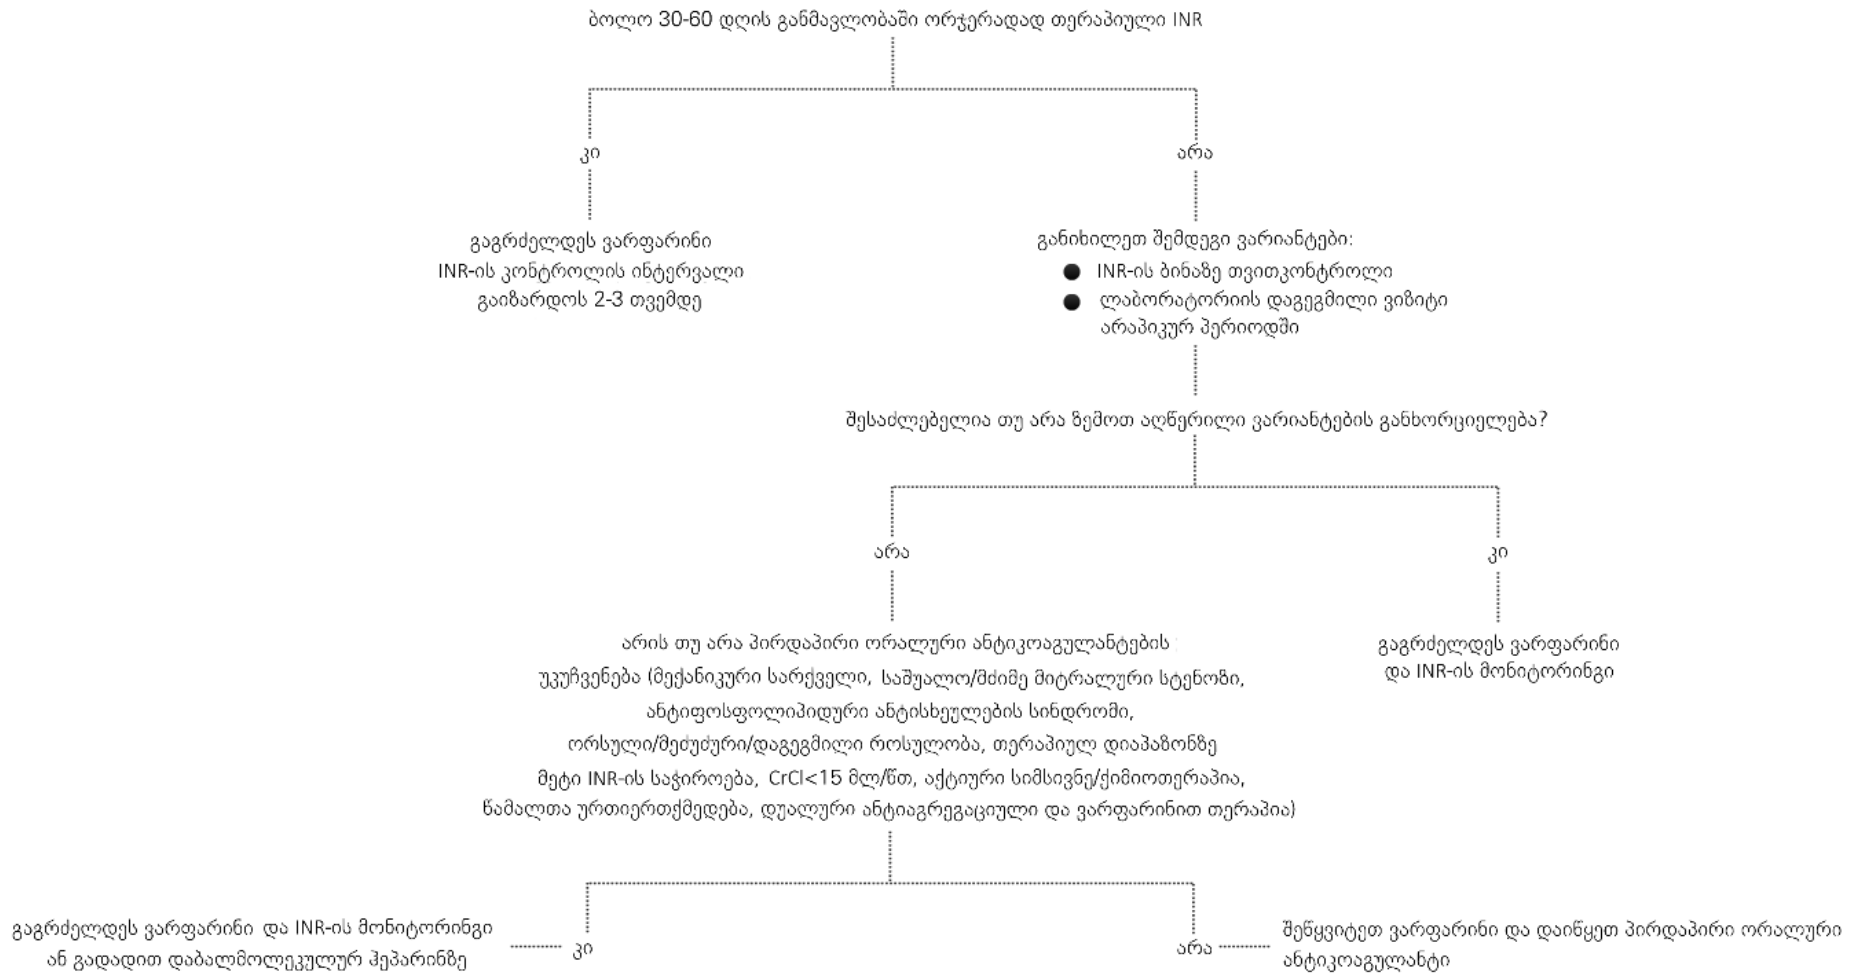 ბოლო 30-60 დღის განმავლობაში ორჯერადად თერაპიული INR
კი
არა
გაგრძელდეს ვარფარინი
INR-ის კონტროლის ინტერვალი
გაიზარდოს 2-3 თვემდე
განიხილეთ შემდეგი ვარიანტები:
● INR-ის ბინაზე თვითკონტროლი
● ლაბორატორიის დაგეგმილი ვიზიტი
არაპიკურ პერიოდში
შესაძლებელია თუ არა ზემოთ აღწერილი ვარიანტების განხორციელება?
არა
კი
არის თუ არა პირდაპირი ორალური ანტიკოაგულანტების
უკუჩვენება (მექანიკური სარქველი, საშუალო/მძიმე მიტრალური სტენოზი,
ანტიფოსფოლიპიდური ანტისხეულების სინდრომი,
ორსული/მეძუძური/დაგეგმილი როსულობა, თერაპიულ დიაპაზონზე
მეტი INR-ის საჭიროება, CrCl<15 მლ/წთ, აქტიური სიმსივნე/ქიმიოთერაპია,
წამალთა ურთიერთქმედება, დუალური ანტიაგრეგაციული და ვარფარინით თერაპია)
გაგრძელდეს ვარფარინი
და INR-ის მონიტორინგი
გაგრძელდეს ვარფარინი და INR-ის მონიტორინგი
ან გადადით დაბალმოლეკულურ ჰეპარინზე
კი
არა
შეწყვიტეთ ვარფარინი და დაიწყეთ პირდაპირი ორალური
ანტიკოაგულანტი